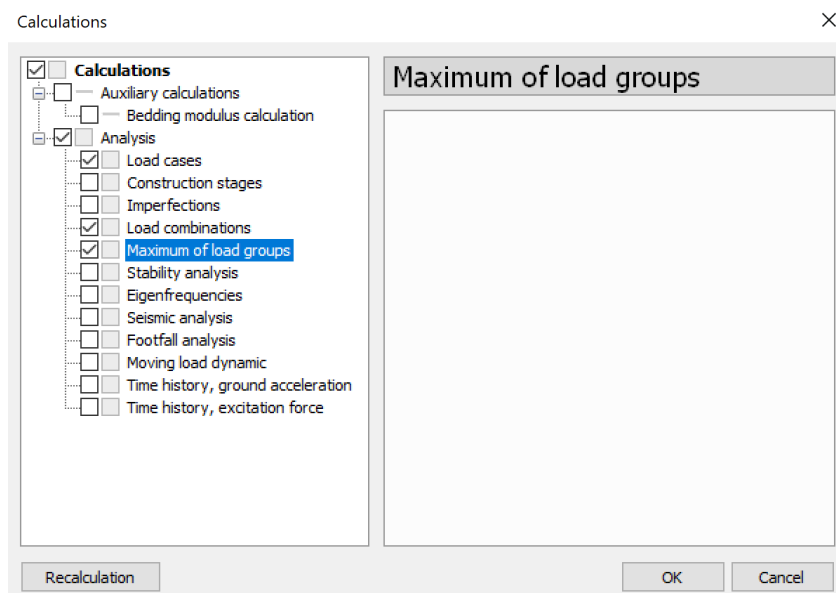 Calculations
Calculations
Auxiliary calculations
Bedding modulus calculation
Analysis
Load cases
Construction stages
Imperfections
Load combinations
Maximum of load groups
Stability analysis
Eigenfrequencies
Seismic analysis
Footfall analysis
Moving load dynamic
Time history, ground acceleration
Time history, excitation force
Maximum of load groups
Recalculation
OK
Cancel